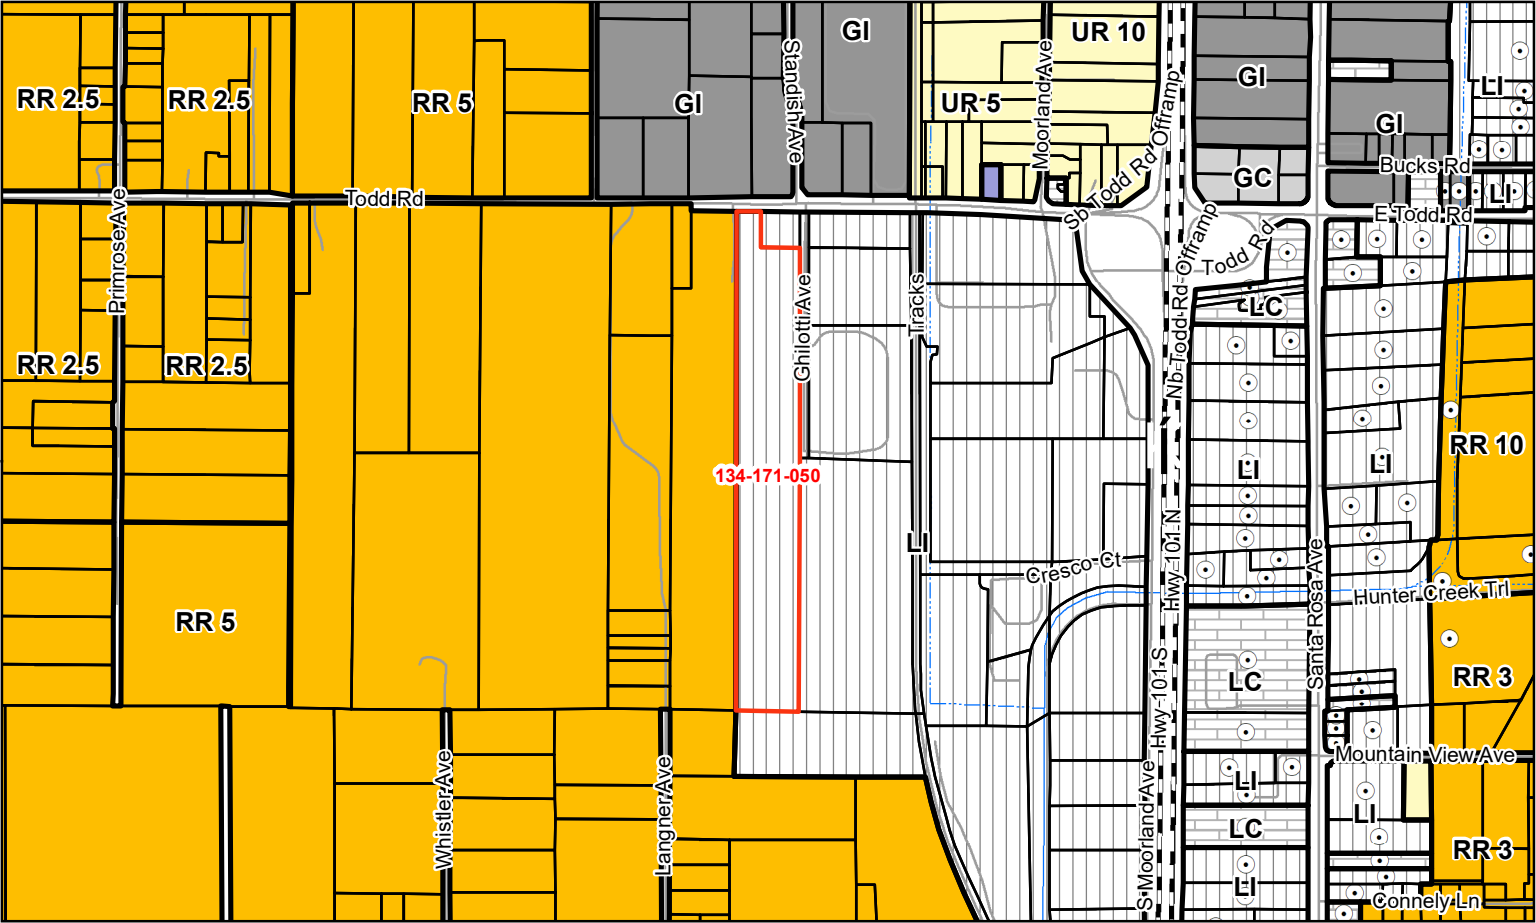 GI
UR 10
GI
LI
RR 2.5
RR 2.5
RR 5
GI
UR 5
GI
Standish Ave
Moorland Ave
Bucks Rd
GC
LI
Primrose Ave
Todd Rd
Sb Todd Rd Offramp
E Todd Rd
Nb Todd Rd Offramp
Todd Rd
Ghilotti Ave
Tracks
LC
RR 2.5
RR 2.5
134-171-050
LI
LI
RR 10
LI
Cresco Ct
Hwy 101 N
Santa Rosa Ave
Hunter Creek Trl
RR 5
Hwy 101 S
LC
RR 3
Whistler Ave
Langner Ave
S Moorland Ave
Mountain View Ave
LI
LI
LC
RR 3
LI
Connely Ln